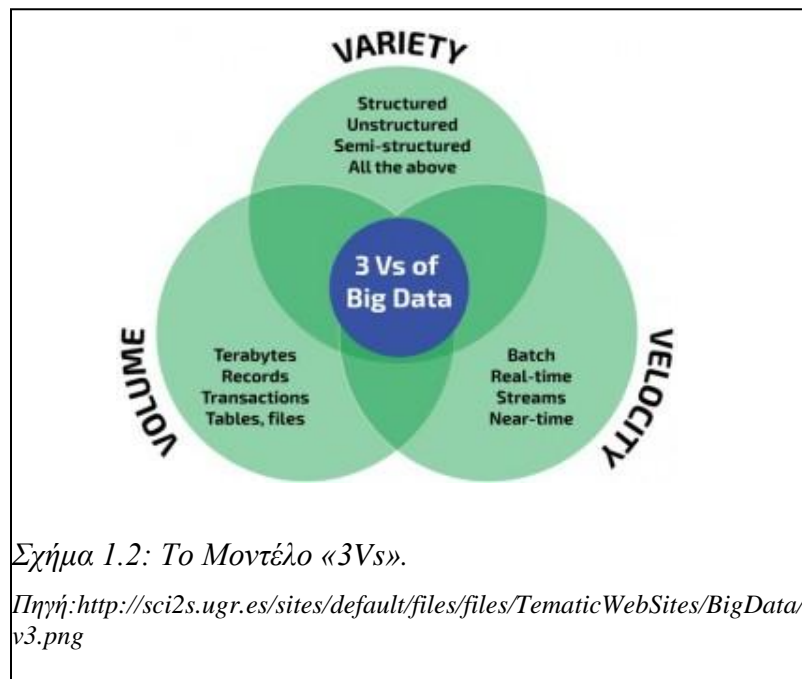 VARIETY
Structured
Unstructured
Semi-structured
All the above
3 Vs of
Big Data
VOLUME
Terabytes
Records
Transactions
Tables, files
Batch
Real-time
Streams
Near-time
VELOCITY
Σχήμα 1.2: Το Μοντέλο «3Vs».
Πηγή:http://sci2s.ugr.es/sites/default/files/files/TematicWebSites/BigData/
v3.png